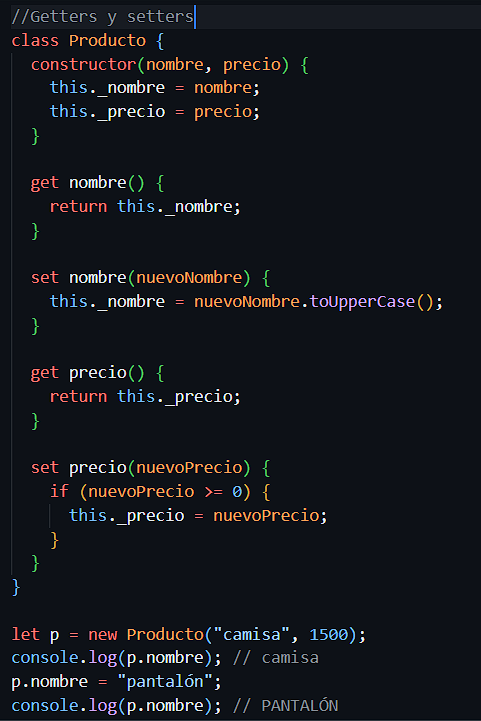 //Getters y setters
class Producto {
  constructor(nombre, precio) {
    this._nombre = nombre;
    this._precio = precio;
  }

  get nombre() {
    return this._nombre;
  }

  set nombre(nuevoNombre) {
    this._nombre = nuevoNombre.toUpperCase();
  }

  get precio() {
    return this._precio;
  }

  set precio(nuevoPrecio) {
    if (nuevoPrecio >= 0) {
      this._precio = nuevoPrecio;
    }
  }
}

let p = new Producto("camisa", 1500);
console.log(p.nombre); // camisa
p.nombre = "pantalón";
console.log(p.nombre); // PANTALÓN